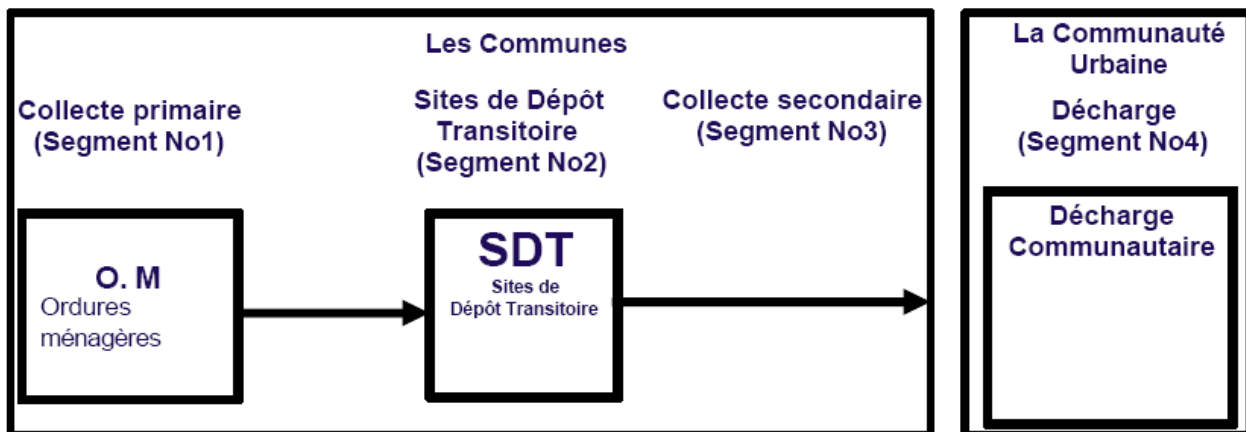 Les Communes
Collecte primaire
(Segment No1)
Sites de Dépôt
Transitoire
(Segment No2)
Collecte secondaire
(Segment No3)
O. M
Ordures
ménagères
SDT
Sites de
Dépôt Transitoire
La Communauté
Urbaine
Décharge
(Segment No4)
Décharge
Communautaire